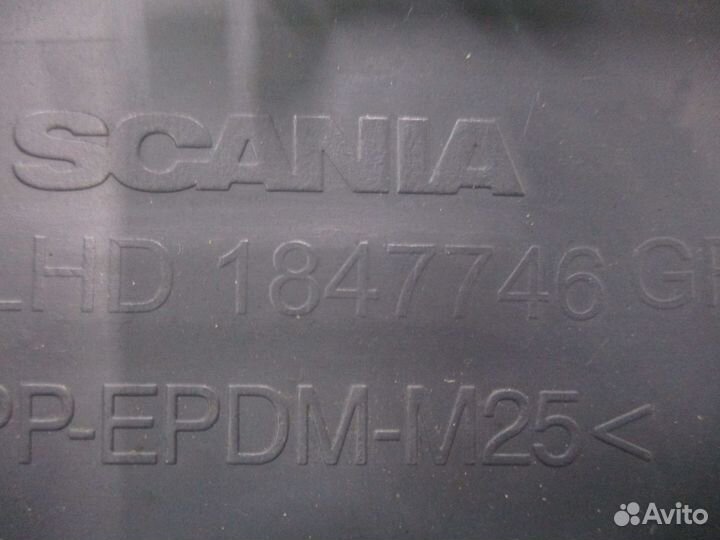 SCANIA
LHD 1847746
PP-EPDM-M25<
Avito